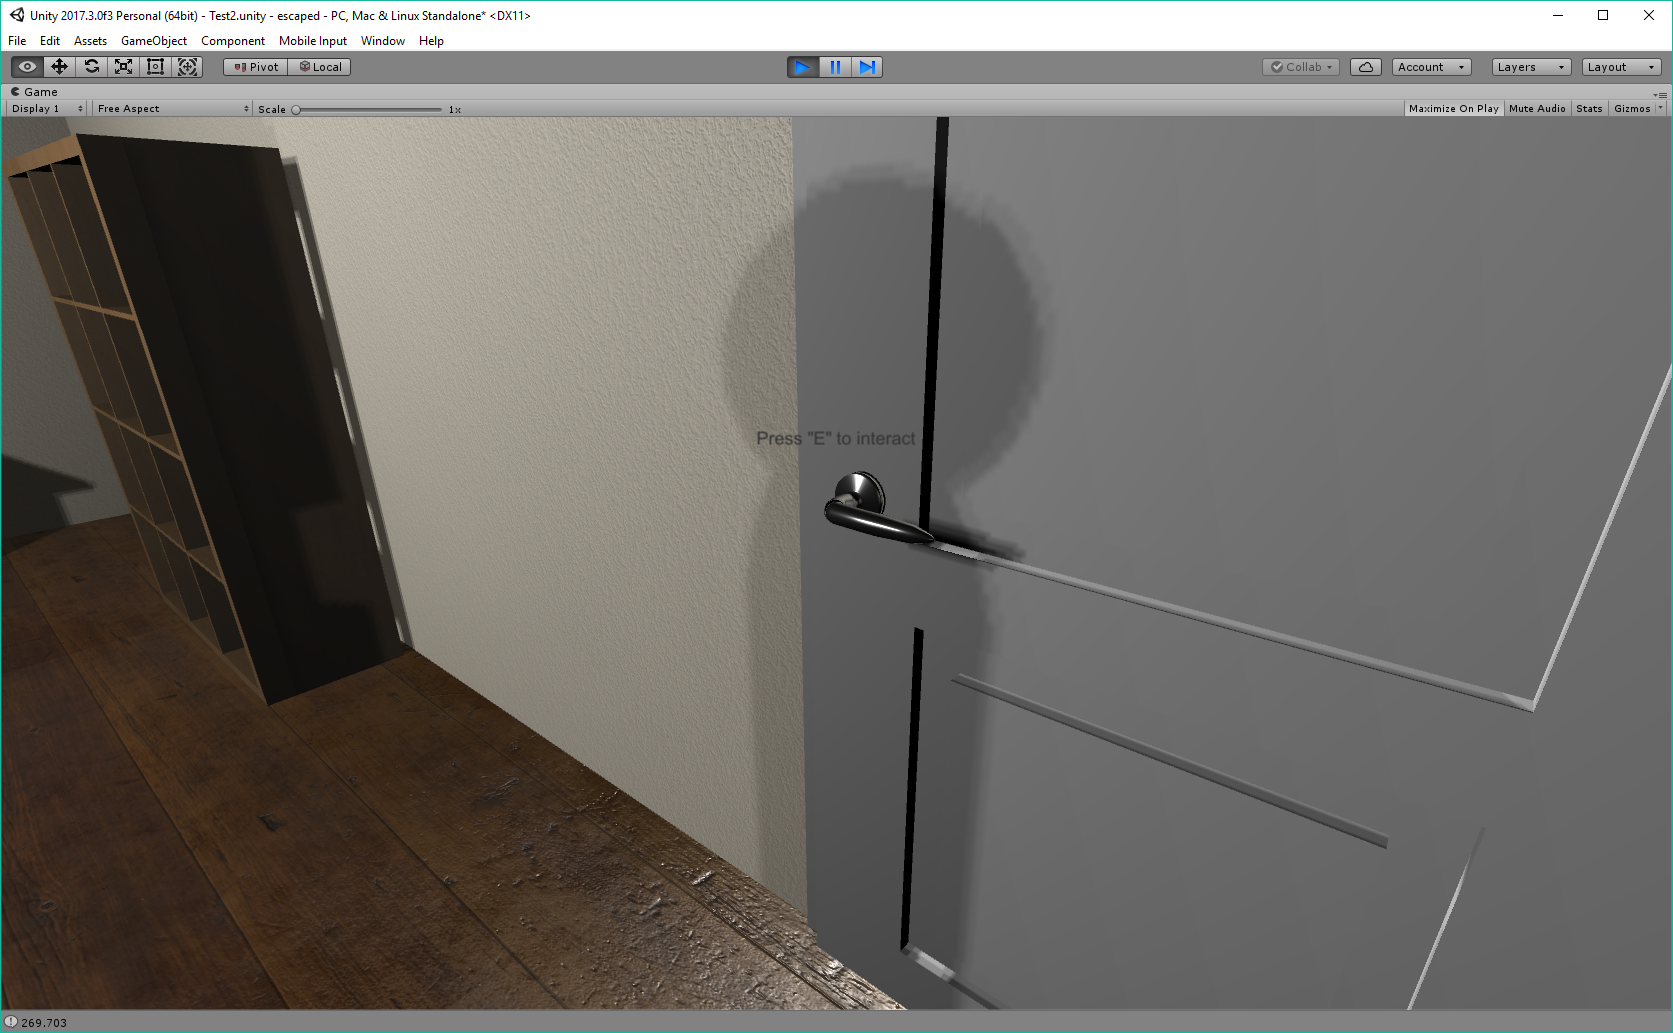 Unity 2017.3.0f3 Personal (64bit) - Test2.unity - escaped - PC, Mac & Linux Standalone* <DX11>
File Edit Assets GameObject Component Mobile Input Window Help
Pivot Local Collab Account Layers Layout
Game
Display 1 Free Aspect Scale 1x Maximize On Play Mute Audio Stats Gizmos
Press "E" to interact
269.703